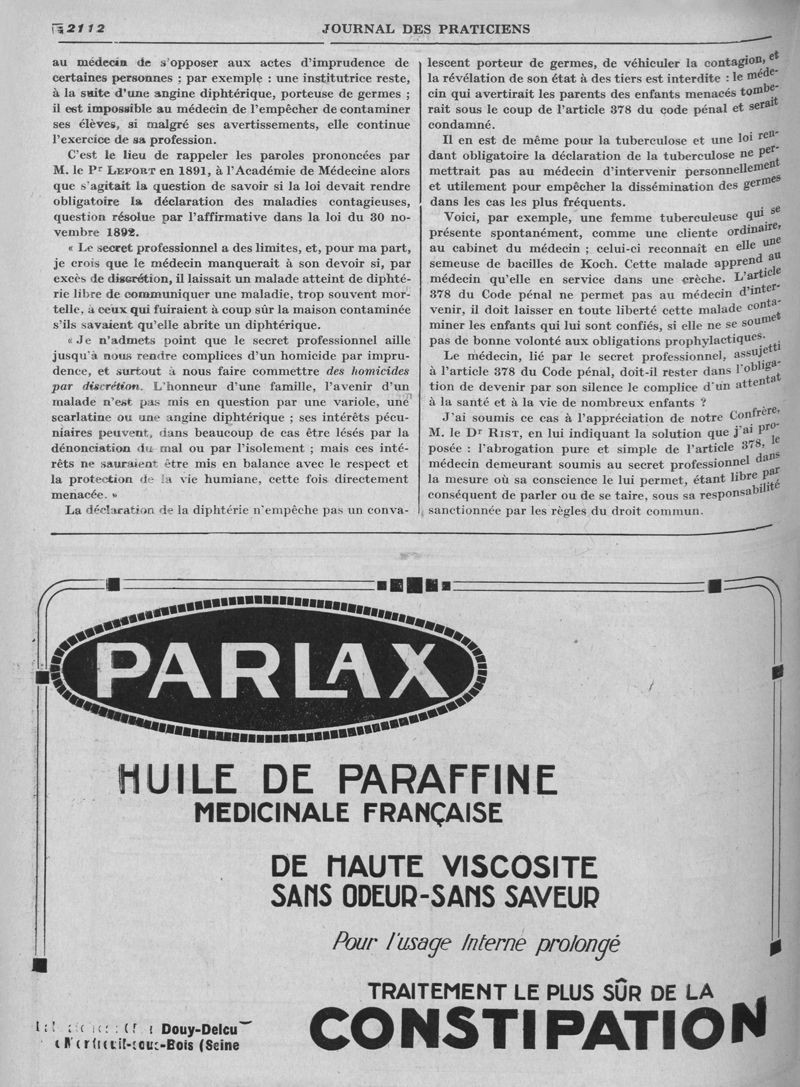 2112
JOURNAL DES PRATICIENS
au médecin de s'opposer aux actes d'imprudence de
certaines personnes ; par exemple : une institutrice reste,
à la suite d'une angine diphtérique, porteuse de germes ;
il est impossible au médecin de l'empêcher de contaminer
ses élèves, si malgré ses avertissements, elle continue
l'exercice de sa profession.
C'est le lieu de rappeler les paroles prononcées par
M. le Pr LEFORT en 1891, à l'Académie de Médecine alors
que s'agitait la question de savoir si la loi devait rendre
obligatoire la déclaration des maladies contagieuses,
question résolue par l'affirmative dans la loi du 30 no-
vembre 1892.
« Le secret professionnel a des limites, et, pour ma part,
je crois que le médecin manquerait à son devoir si, par
excès de discrétion, il laissait un malade atteint de diphté-
rie libre de communiquer une maladie, trop souvent mor-
telle, à ceux qui fuiraient à coup sûr la maison contaminée
s'ils savaient qu'elle abrite un diphtérique.
« Je n'admets point que le secret professionnel aille
jusqu'à nous rendre complices d'un homicide par impru-
dence, et surtout à nous faire commettre des homicides
par discrétion. L'honneur d'une famille, l'avenir d'un
malade n'est pas mis en question par une variole, une
scarlatine ou une angine diphtérique ; ses intérêts pécu-
niaires peuvent, dans beaucoup de cas être lésés par la
dénonciation du mal ou par l'isolement ; mais ces inté-
rêts ne sauraient être mis en balance avec le respect et
la protection de la vie humiane, cette fois directement
menacée. »
La déclaration de la diphtérie n'empêche pas un conva-
lescent porteur de germes, de véhiculer la contagion, et
la révélation de son état à des tiers est interdite : le méde-
cin qui avertirait les parents des enfants menacés tombe-
rait sous le coup de l'article 378 du code pénal et serait
condamné.
Il en est de même pour la tuberculose et une loi ren-
dant obligatoire la déclaration de la tuberculose ne per-
mettrait pas au médecin d'intervenir personnellement
et utilement pour empêcher la dissémination des germes
dans les cas les plus fréquents.
Voici, par exemple, une femme tuberculeuse qui se
présente spontanément, comme une cliente ordinaire,
au cabinet du médecin ; celui-ci reconnaît en elle une
semeuse de bacilles de Koch. Cette malade apprend au
médecin qu'elle en service dans une crèche. L'article
378 du Code pénal ne permet pas au médecin d'inter-
venir, il doit laisser en toute liberté cette malade conta-
miner les enfants qui lui sont confiés, si elle ne se soumet
pas de bonne volonté aux obligations prophylactiques.
Le médecin, lié par le secret professionnel, assujetti
à l'article 378 du Code pénal, doit-il rester dans l'obliga-
tion de devenir par son silence le complice d'un attentat
à la santé et à la vie de nombreux enfants ?
J'ai soumis ce cas à l'appréciation de notre Confrère,
M. le Dr RIST, en lui indiquant la solution que j'ai pro-
posée : l'abrogation pure et simple de l'article 378, le
médecin demeurant soumis au secret professionnel dans
la mesure où sa conscience le lui permet, étant libre par
conséquent de parler ou de se taire, sous sa responsabilité
sanctionnée par les règles du droit commun.
PARLAX
HUILE DE PARAFFINE
MEDICINALE FRANÇAISE
DE HAUTE VISCOSITE
SANS ODEUR-SANS SAVEUR
Pour l'usage Interne prolongé
TRAITEMENT LE PLUS SÛR DE LA
CONSTIPATION
Douy-Delcu
-sous-Bois (Seine